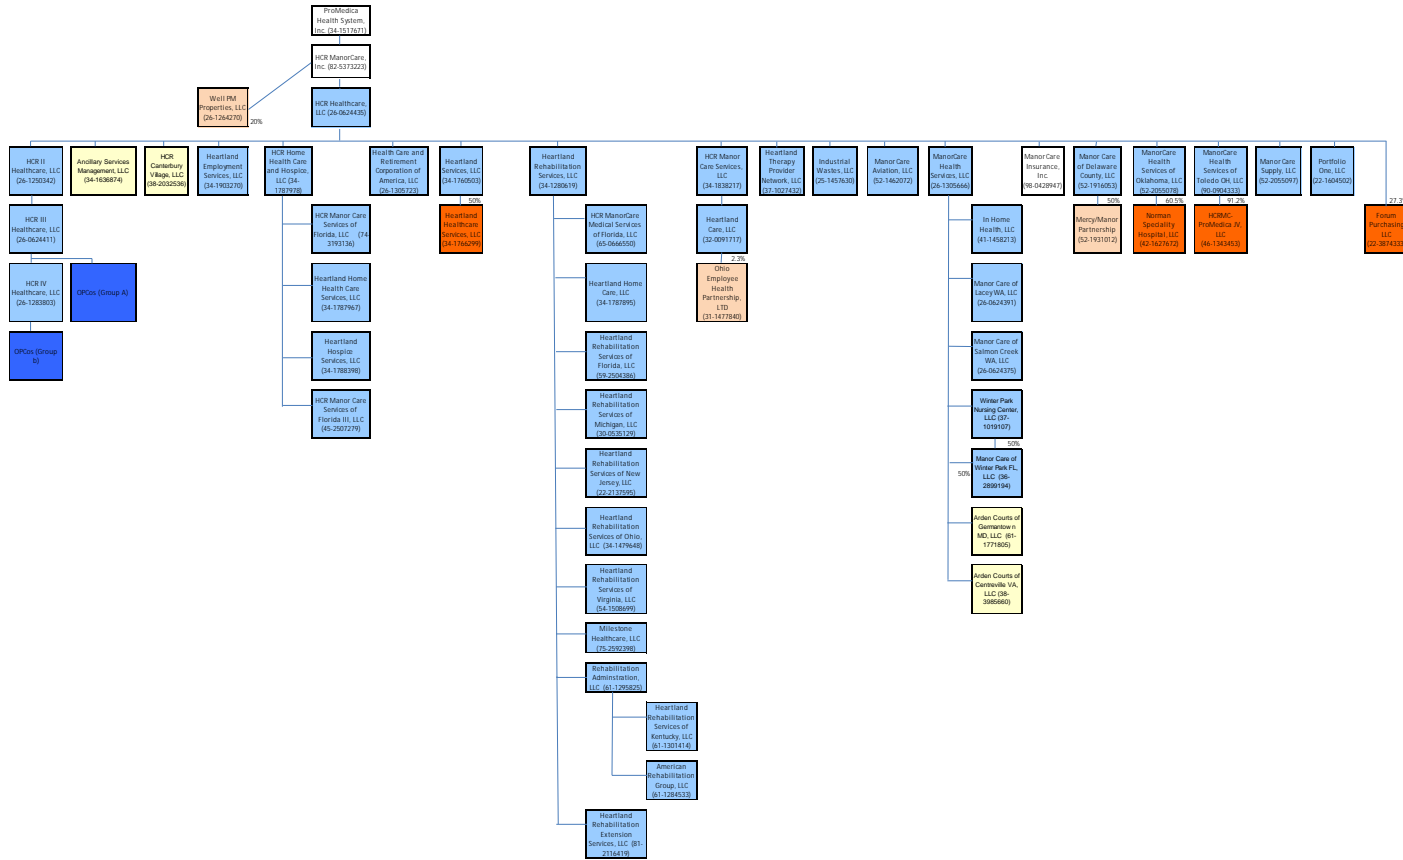 ProMedica
Health System,
Inc. (34-1517671)
HCR ManorCare,
Inc. (82-5373223)
Well PM
Properties, LLC
(26-1264270)
20%
HCR Healthcare,
LLC (26-0624435)
HCR II
Healthcare, LLC
(26-1250342)
Ancillary Services
Management, LLC
(34-1636874)
HCR
Canterbury
Village, LLC
(38-2032536)
Heartland
Employment
Services, LLC
(34-1903270)
HCR Home
Health Care
and Hospice,
LLC (34-
1787978)
Health Care and
Retirement
Corporation of
America, LLC
(26-1305723)
Heartland
Services, LLC
(34-1760503)
Heartland
Rehabilitation
Services, LLC
(34-1280619)
HCR Manor
Care Services,
LLC
(34-1838217)
Heartland
Therapy
Provider
Network, LLC
(37-1027432)
Industrial
Wastes, LLC
(25-1457630)
Manor Care
Aviation, LLC
(52-1462072)
ManorCare
Health
Services, LLC
(26-1305666)
ManorCare
Insurance,
Inc.
(98-0428947)
Manor Care
of Delaware
County, LLC
(52-1916053)
ManorCare
Health
Services of
Oklahoma, LLC
(52-2055078)
ManorCare
Health
Services of
Toledo OH, LLC
(90-0904333)
Manor Care
Supply, LLC
(52-2055097)
Portfolio
One, LLC
(22-1604502)
HCR III
Healthcare, LLC
(26-0624411)
HCR Manor Care
Services of
Florida, LLC (74-
3193136)
50%
Heartland
Healthcare
Services, LLC
(34-1766299)
HCR ManorCare
Medical Services
of Florida, LLC
(65-0666550)
Heartland
Care, LLC
(32-0091717)
In Home
Health, LLC
(41-1458213)
50%
Mercy/Manor
Partnership
(52-1931012)
60.5%
Norman
Speciality
Hospital, LLC
(42-1627672)
91.2%
HCRMC-
ProMedica JV,
LLC
(46-1343453)
27.3
Forum
Purchasing
LLC
(22-3874333
HCR IV
Healthcare, LLC
(26-1283803)
OPCos (Group A)
Heartland Home
Health Care
Services, LLC
(34-1787967)
Heartland Home
Care, LLC
(34-1787895)
2.3%
Ohio
Employee
Health
Partnership,
LTD
(31-1477840)
Manor Care of
Lacey WA, LLC
(26-0624391)
OPCos (Group
b)
Heartland
Hospice
Services, LLC
(34-1788398)
Heartland
Rehabilitation
Services of
Florida, LLC
(59-2504386)
Manor Care of
Salmon Creek
WA, LLC
(26-0624375)
HCR Manor Care
Services of
Florida III, LLC
(45-2507279)
Heartland
Rehabilitation
Services of
Michigan, LLC
(30-0535129)
Winter Park
Nursing Center,
LLC (37-
1019107)
50%
Heartland
Rehabilitation
Services of New
Jersey, LLC
(22-2137595)
50%
Manor Care of
Winter Park FL,
LLC (36-
2899194)
Heartland
Rehabilitation
Services of Ohio,
LLC (34-1479648)
Arden Courts of
Germantown
MD, LLC (61-
1771805)
Heartland
Rehabilitation
Services of
Virginia, LLC
(54-1508699)
Arden Courts of
Centreville VA,
LLC (38-
3985660)
Milestone
Healthcare, LLC
(75-2592398)
Rehabilitation
Adminstration,
LLC (61-1295825)
Heartland
Rehabilitation
Services of
Kentucky, LLC
(61-1301414)
American
Rehabilitation
Group, LLC
(61-1284533)
Heartland
Rehabilitation
Extension
Services, LLC (81-
2116419)